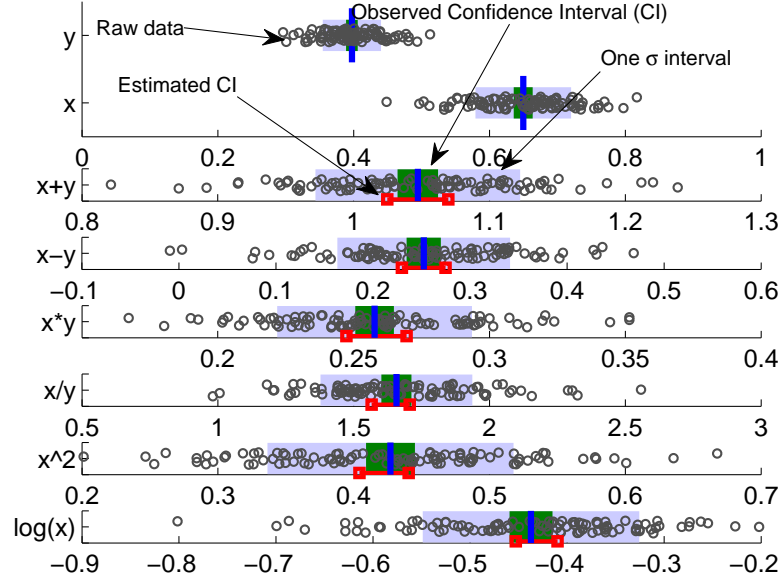 Observed Confidence Interval (CI)
Raw data
y
One σ interval
Estimated CI
x
0 0.2 0.4 0.6 0.8 1
x+y
0.8 0.9 1 1.1 1.2 1.3
x−y
−0.1 0 0.1 0.2 0.3 0.4 0.5 0.6
x*y
0.2 0.25 0.3 0.35 0.4
x/y
0.5 1 1.5 2 2.5 3
x^2
0.2 0.3 0.4 0.5 0.6 0.7
log(x)
−0.9 −0.8 −0.7 −0.6 −0.5 −0.4 −0.3 −0.2